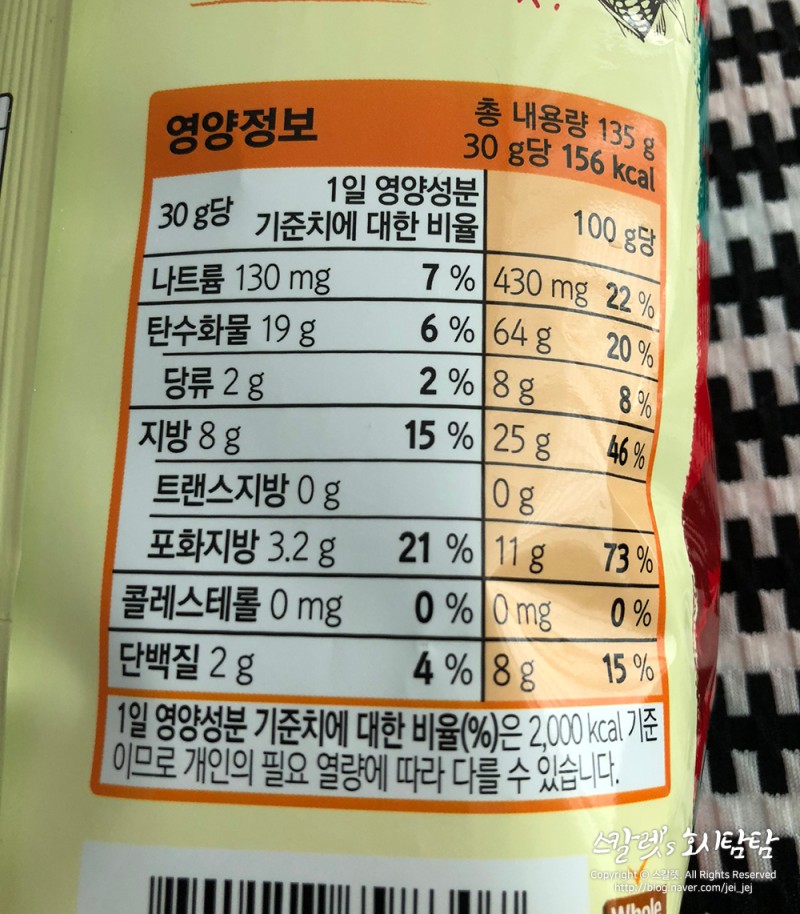 영양정보
총 내용량 135 g
30 g당 156 kcal
30 g당 1일 영양성분 기준치에 대한 비율 100 g당
나트륨 130 mg 7 % 430 mg 22 %
탄수화물 19 g 6 % 64 g 20 %
당류 2 g 2 % 8 g 8 %
지방 8 g 15 % 25 g 46 %
트랜스지방 0 g 0 g
포화지방 3.2 g 21 % 11 g 73 %
콜레스테롤 0 mg 0 % 0 mg 0 %
단백질 2 g 4 % 8 g 15 %
1일 영양성분 기준치에 대한 비율(%)은 2,000 kcal 기준
이므로 개인의 필요 열량에 따라 다를 수 있습니다.
스칼렛's 호시탐탐
Copyright © 스칼렛, All Rights Reserved
http://blog.naver.com/jei_jej
Whole